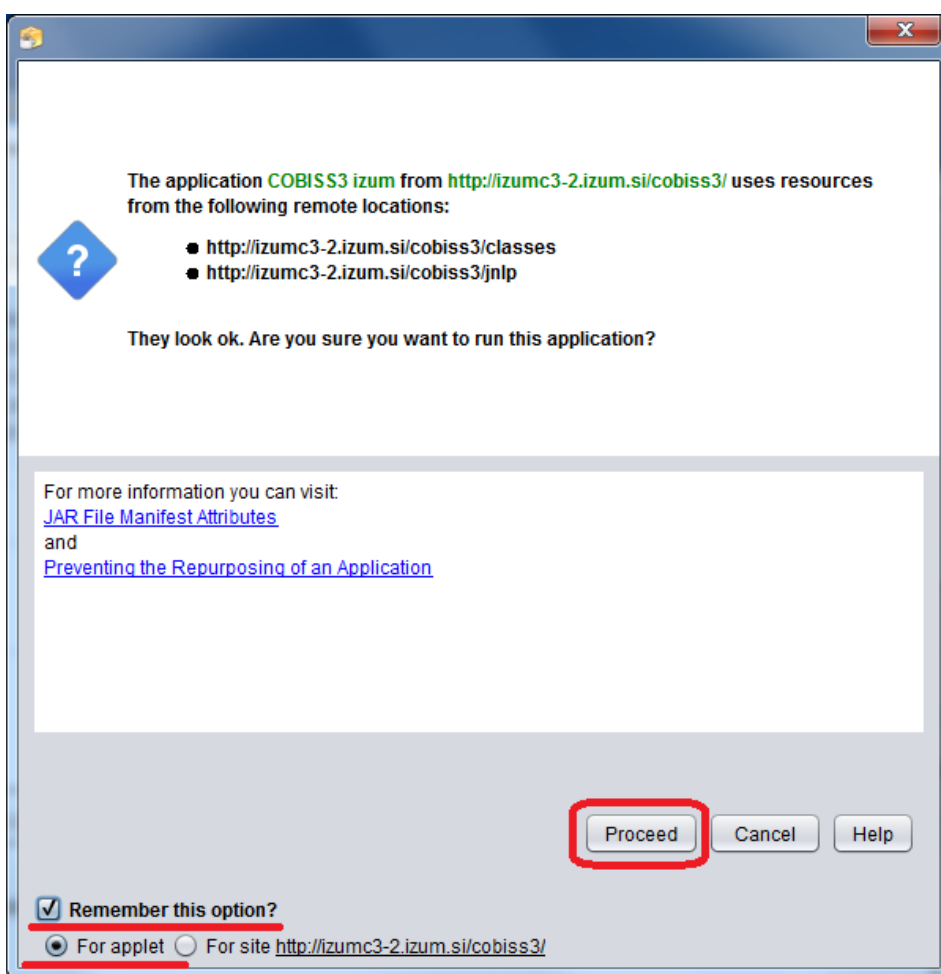 The application COBISS3 izum from http://izumc3-2.izum.si/cobiss3/ uses resources
from the following remote locations:
http://izumc3-2.izum.si/cobiss3/classes
http://izumc3-2.izum.si/cobiss3/jnlp
?
They look ok. Are you sure you want to run this application?
For more information you can visit:
JAR File Manifest Attributes
and
Preventing the Repurposing of an Application
Proceed Cancel Help
Remember this option?
For applet For site http://izumc3-2.izum.si/cobiss3/